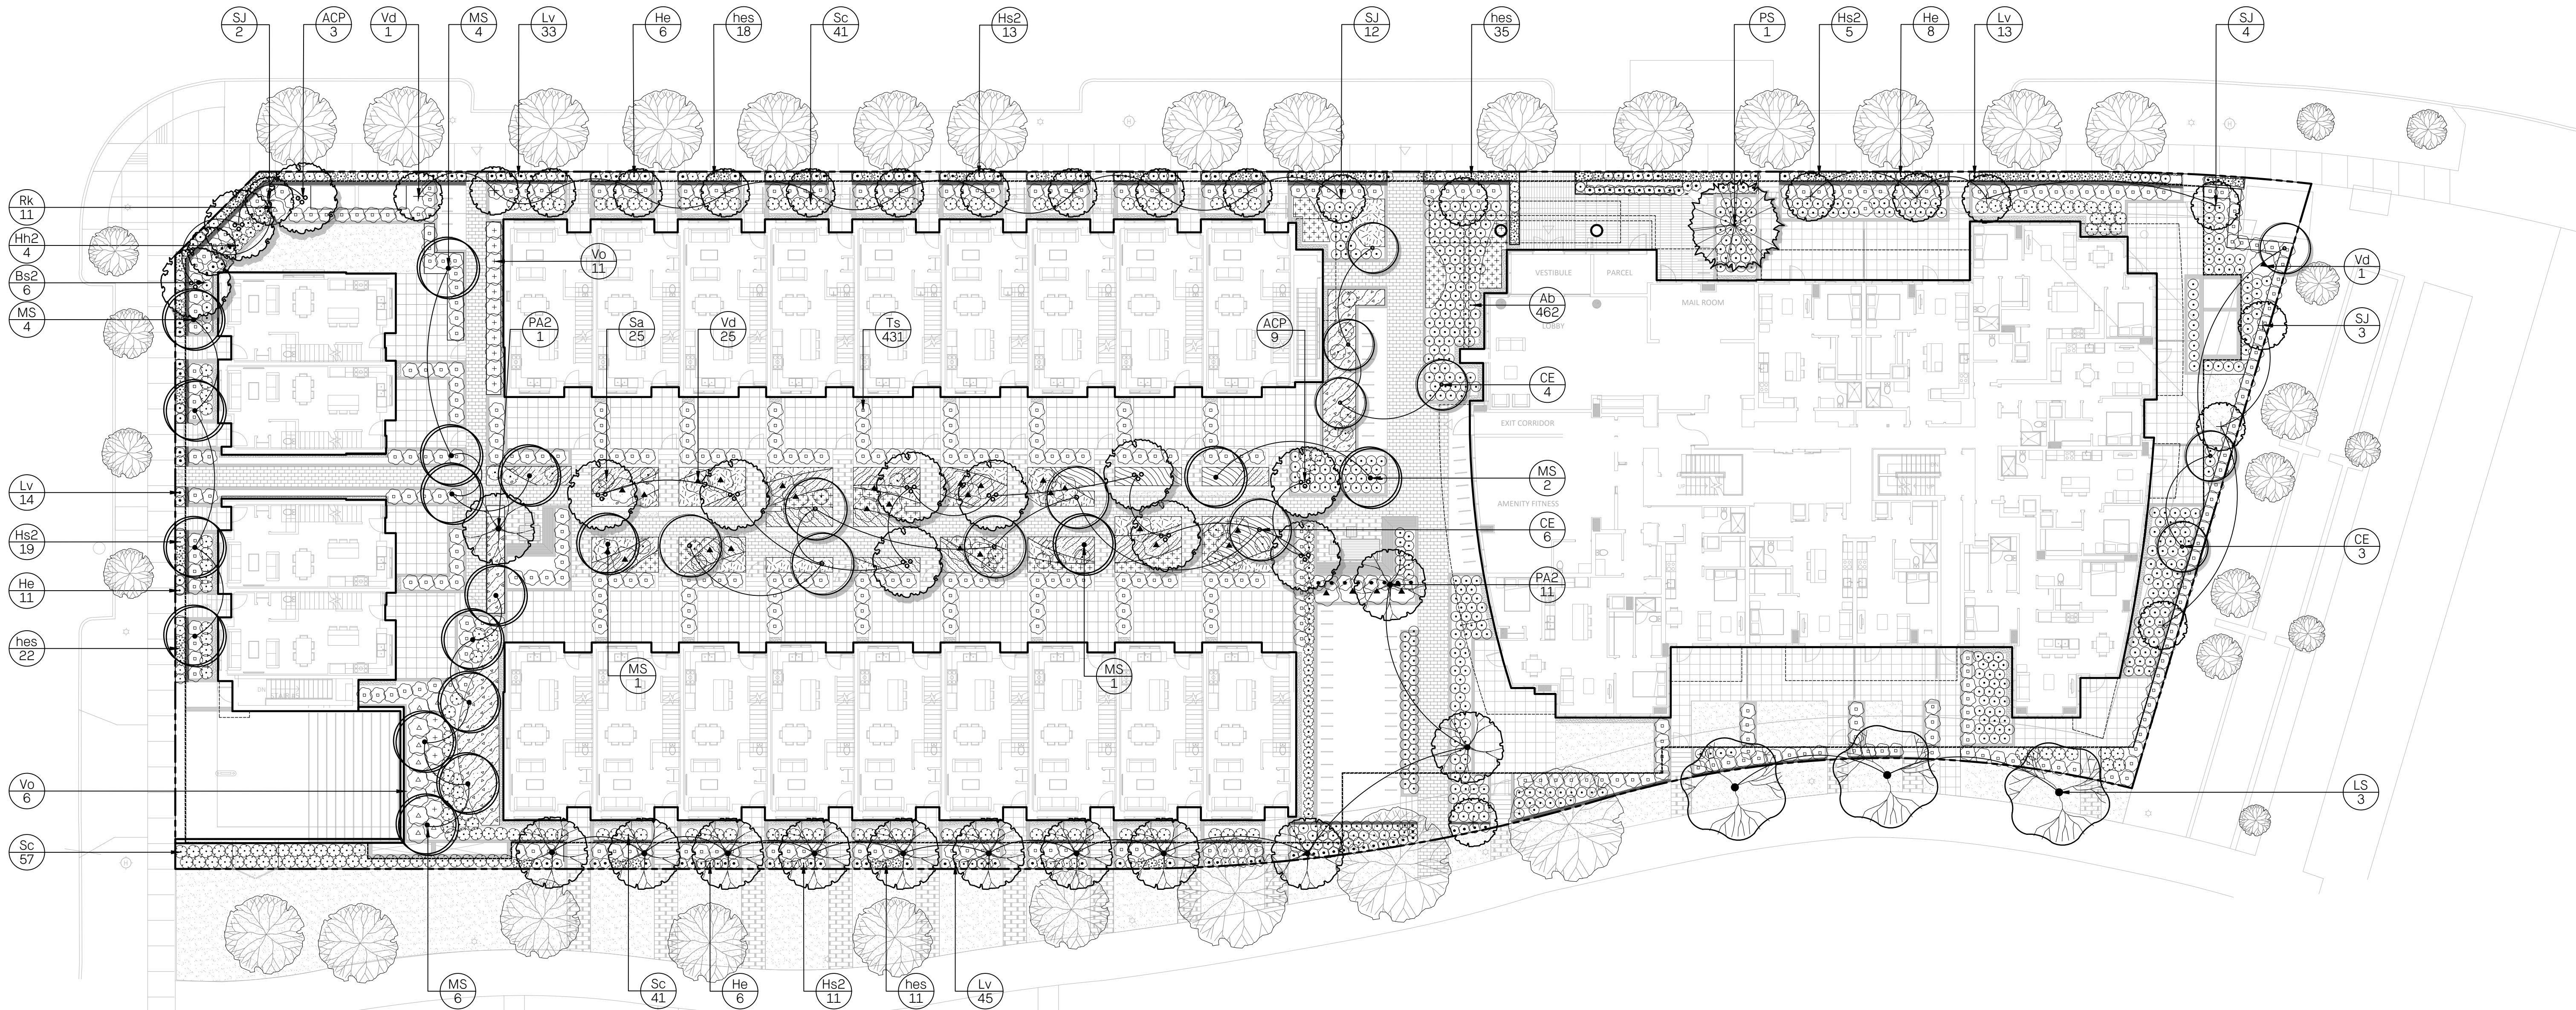 SJ
2
ACP
3
Vd
1
MS
4
Lv
33
He
6
hes
18
Sc
41
Hs2
13
SJ
12
hes
35
PS
1
Hs2
5
He
8
Lv
13
SJ
4
Rk
11
Hh2
4
Bs2
6
MS
4
Vo
11
PA2
1
Sa
25
Vd
25
Ts
431
ACP
9
VESTIBULE
PARCEL
MAIL ROOM
LOBBY
Ab
462
CE
4
EXIT CORRIDOR
Vd
1
SJ
3
Lv
14
Hs2
19
He
11
hes
22
MS
2
AMENITY FITNESS
CE
6
PA2
11
CE
3
MS
1
MS
1
DN
STAIR
Vo
6
Sc
57
LS
3
MS
6
Sc
41
He
6
Hs2
11
hes
11
Lv
45